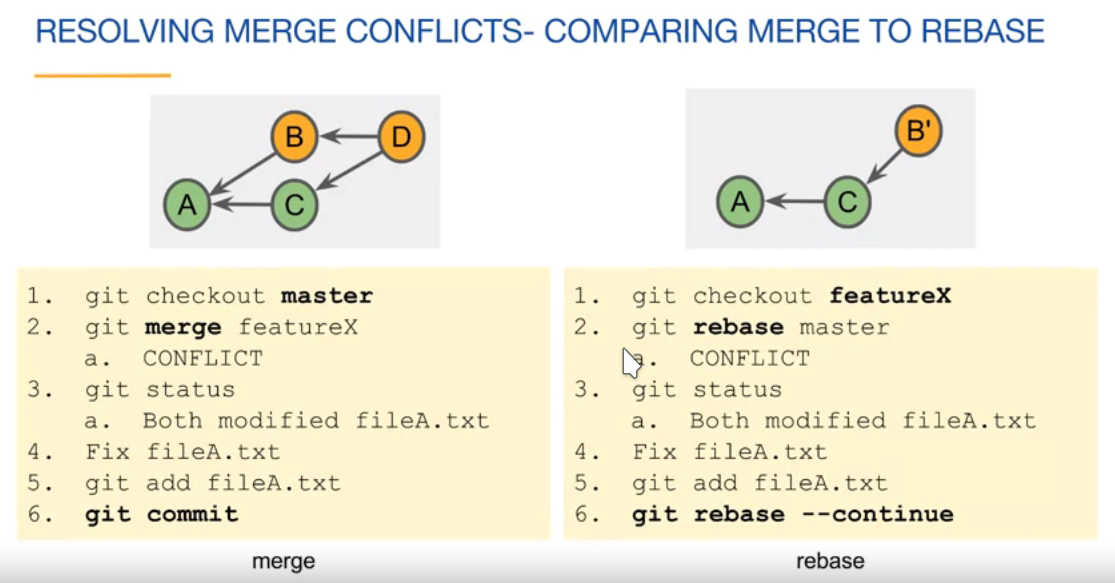 RESOLVING MERGE CONFLICTS- COMPARING MERGE TO REBASE
B
D
A
C
B'
A
C
1. git checkout master
2. git merge featureX
a. CONFLICT
3. git status
a. Both modified fileA.txt
4. Fix fileA.txt
5. git add fileA.txt
6. git commit
merge
1. git checkout featureX
2. git rebase master
a. CONFLICT
3. git status
a. Both modified fileA.txt
4. Fix fileA.txt
5. git add fileA.txt
6. git rebase --continue
rebase